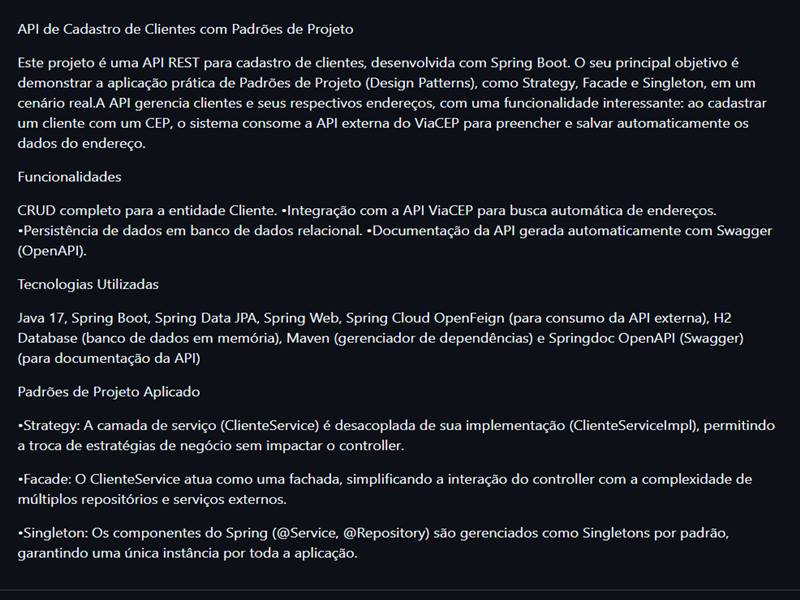 API de Cadastro de Clientes com Padrões de Projeto
Este projeto é uma API REST para cadastro de clientes, desenvolvida com Spring Boot. O seu principal objetivo é
demonstrar a aplicação prática de Padrões de Projeto (Design Patterns), como Strategy, Facade e Singleton, em um
cenário real.A API gerencia clientes e seus respectivos endereços, com uma funcionalidade interessante: ao cadastrar
um cliente com um CEP, o sistema consome a API externa do ViaCEP para preencher e salvar automaticamente os
dados do endereço.
Funcionalidades
CRUD completo para a entidade Cliente. •Integração com a API ViaCEP para busca automática de endereços.
•Persistência de dados em banco de dados relacional. •Documentação da API gerada automaticamente com Swagger
(OpenAPI).
Tecnologias Utilizadas
Java 17, Spring Boot, Spring Data JPA, Spring Web, Spring Cloud OpenFeign (para consumo da API externa), H2
Database (banco de dados em memória), Maven (gerenciador de dependências) e Springdoc OpenAPI (Swagger)
(para documentação da API)
Padrões de Projeto Aplicado
•Strategy: A camada de serviço (ClienteService) é desacoplada de sua implementação (ClienteServiceImpl), permitindo
a troca de estratégias de negócio sem impactar o controller.
•Facade: O ClienteService atua como uma fachada, simplificando a interação do controller com a complexidade de
múltiplos repositórios e serviços externos.
•Singleton: Os componentes do Spring (@Service, @Repository) são gerenciados como Singletons por padrão,
garantindo uma única instância por toda a aplicação.